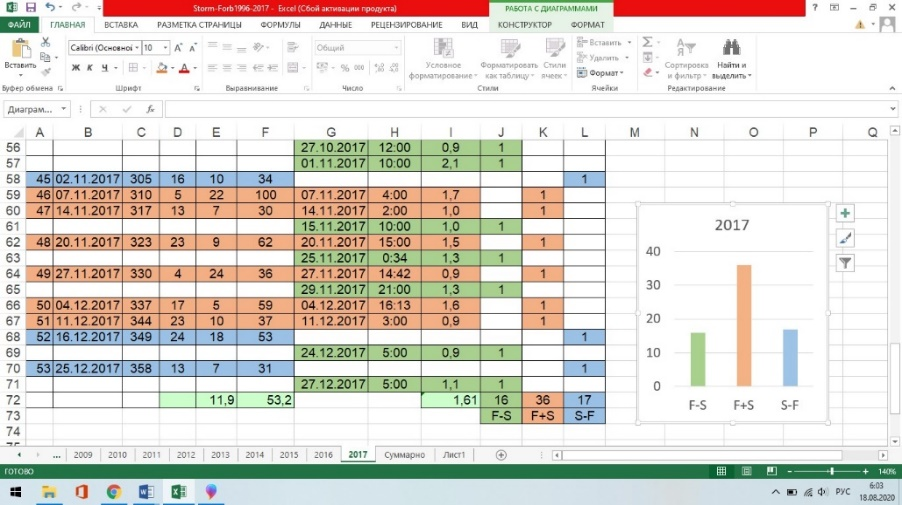 Storm-Forb1996-2017 - Excel (Сбой активации продукта)
РАБОТА С ДИАГРАММАМИ
ФАЙЛ ГЛАВНАЯ ВСТАВКА РАЗМЕТКА СТРАНИЦЫ ФОРМУЛЫ ДАННЫЕ РЕЦЕНЗИРОВАНИЕ ВИД КОНСТРУКТОР ФОРМАТ
Calibri (Основної 10 Общий Вставить
Ж К Ч Условное Форматировать Стили Удалить Сортировка Найти и
Вставить форматирование как таблицу ячеек Формат и фильтр выделить
Буфер обмена Шрифт Выравнивание Число Стили Ячейки Редактирование
Диаграм... fx
A B C D E F G H I J K L M N O P Q
56 27.10.2017 12:00 0,9 1
57 01.11.2017 10:00 2,1 1
58 45 02.11.2017 305 16 10 34 1
59 46 07.11.2017 310 5 22 100 07.11.2017 4:00 1,7 1
60 47 14.11.2017 317 13 7 30 14.11.2017 2:00 1,0 1
61 15.11.2017 10:00 1,0 1
62 48 20.11.2017 323 23 9 62 20.11.2017 15:00 1,5 1
63 25.11.2017 0:34 1,3 1
64 49 27.11.2017 330 4 24 36 27.11.2017 14:42 0,9 1
65 29.11.2017 21:00 1,3 1
66 50 04.12.2017 337 17 5 59 04.12.2017 16:13 1,6 1
67 51 11.12.2017 344 23 10 37 11.12.2017 3:00 0,9 1
68 52 16.12.2017 349 24 18 53 1
69 24.12.2017 5:00 0,9 1
70 53 25.12.2017 358 13 7 31 1
71 27.12.2017 5:00 1,1 1
72 11,9 53,2 1,61 16 36 17
73 F-S F+S S-F
74
2017
40
30
20
10
0
F-S F+S S-F
... 2009 2010 2011 2012 2013 2014 2015 2016 2017 Суммарно Лист1
ГОТОВО 140%
РУС 6:03
18.08.2020